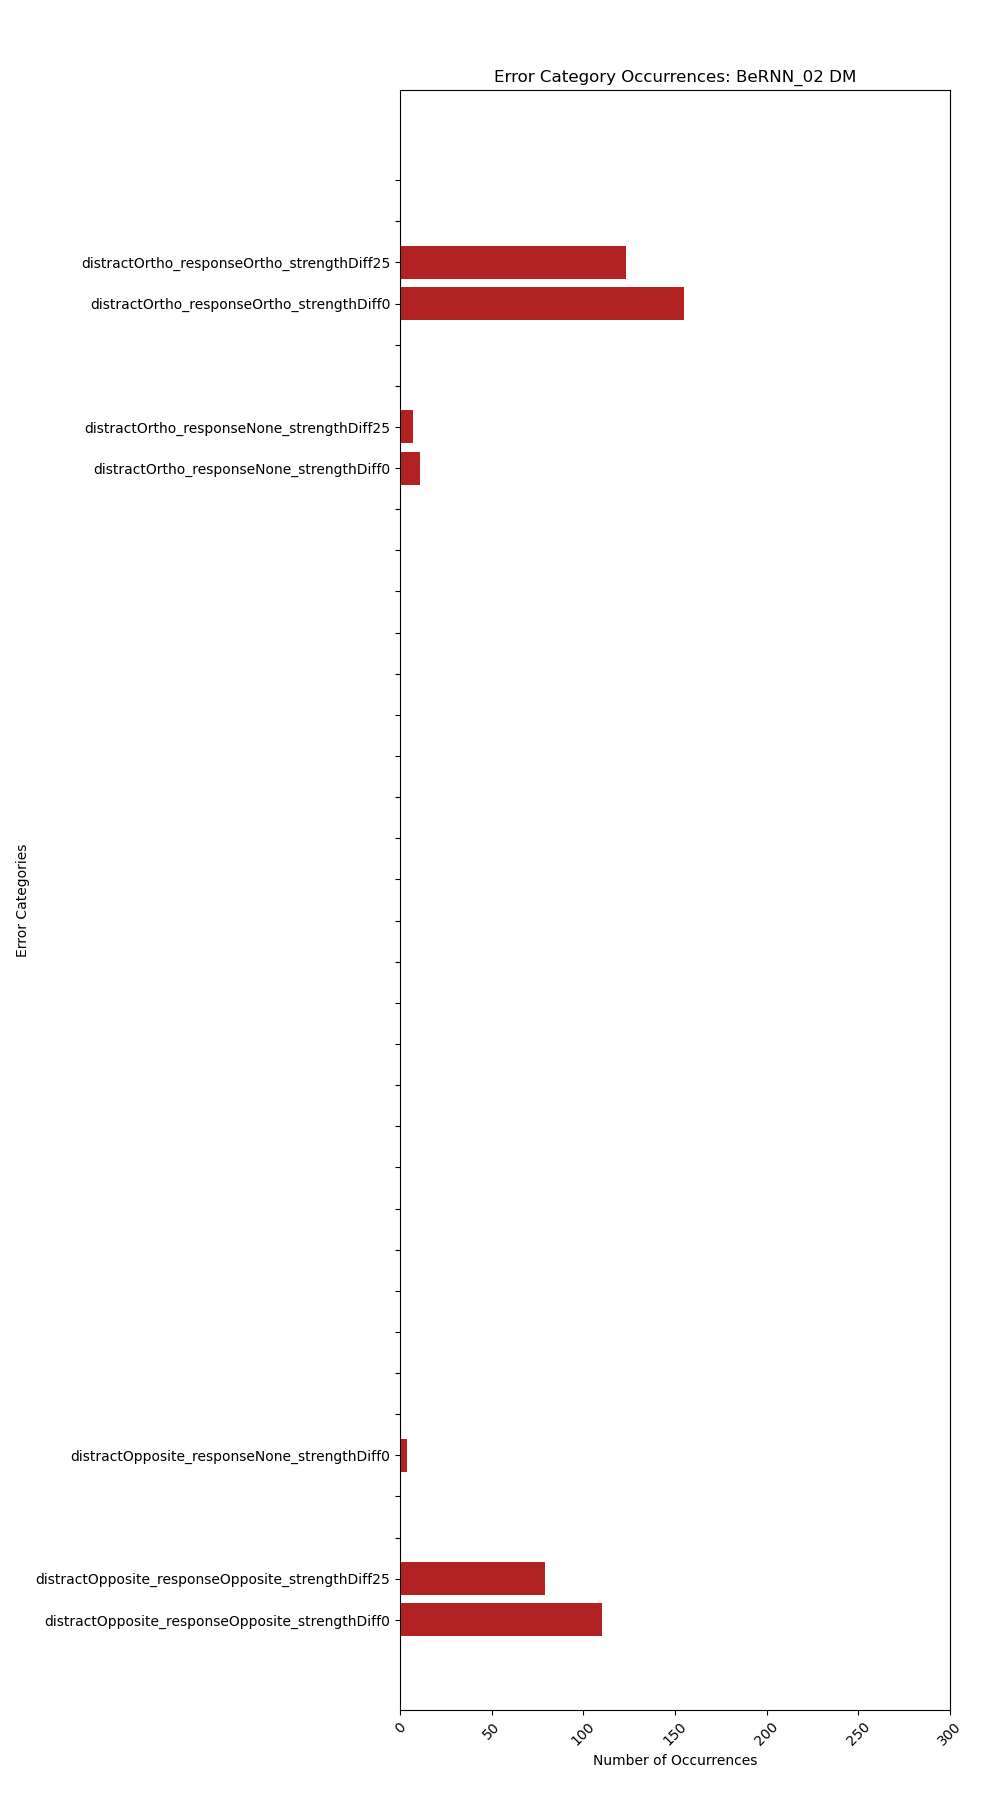 Error Category Occurrences: BeRNN_02 DM
distractOrtho_responseOrtho_strengthDiff25
distractOrtho_responseOrtho_strengthDiff0
distractOrtho_responseNone_strengthDiff25
distractOrtho_responseNone_strengthDiff0
Error Categories
distractOpposite_responseNone_strengthDiff0
distractOpposite_responseOpposite_strengthDiff25
distractOpposite_responseOpposite_strengthDiff0
0 50 100 150 200 250 300
Number of Occurrences